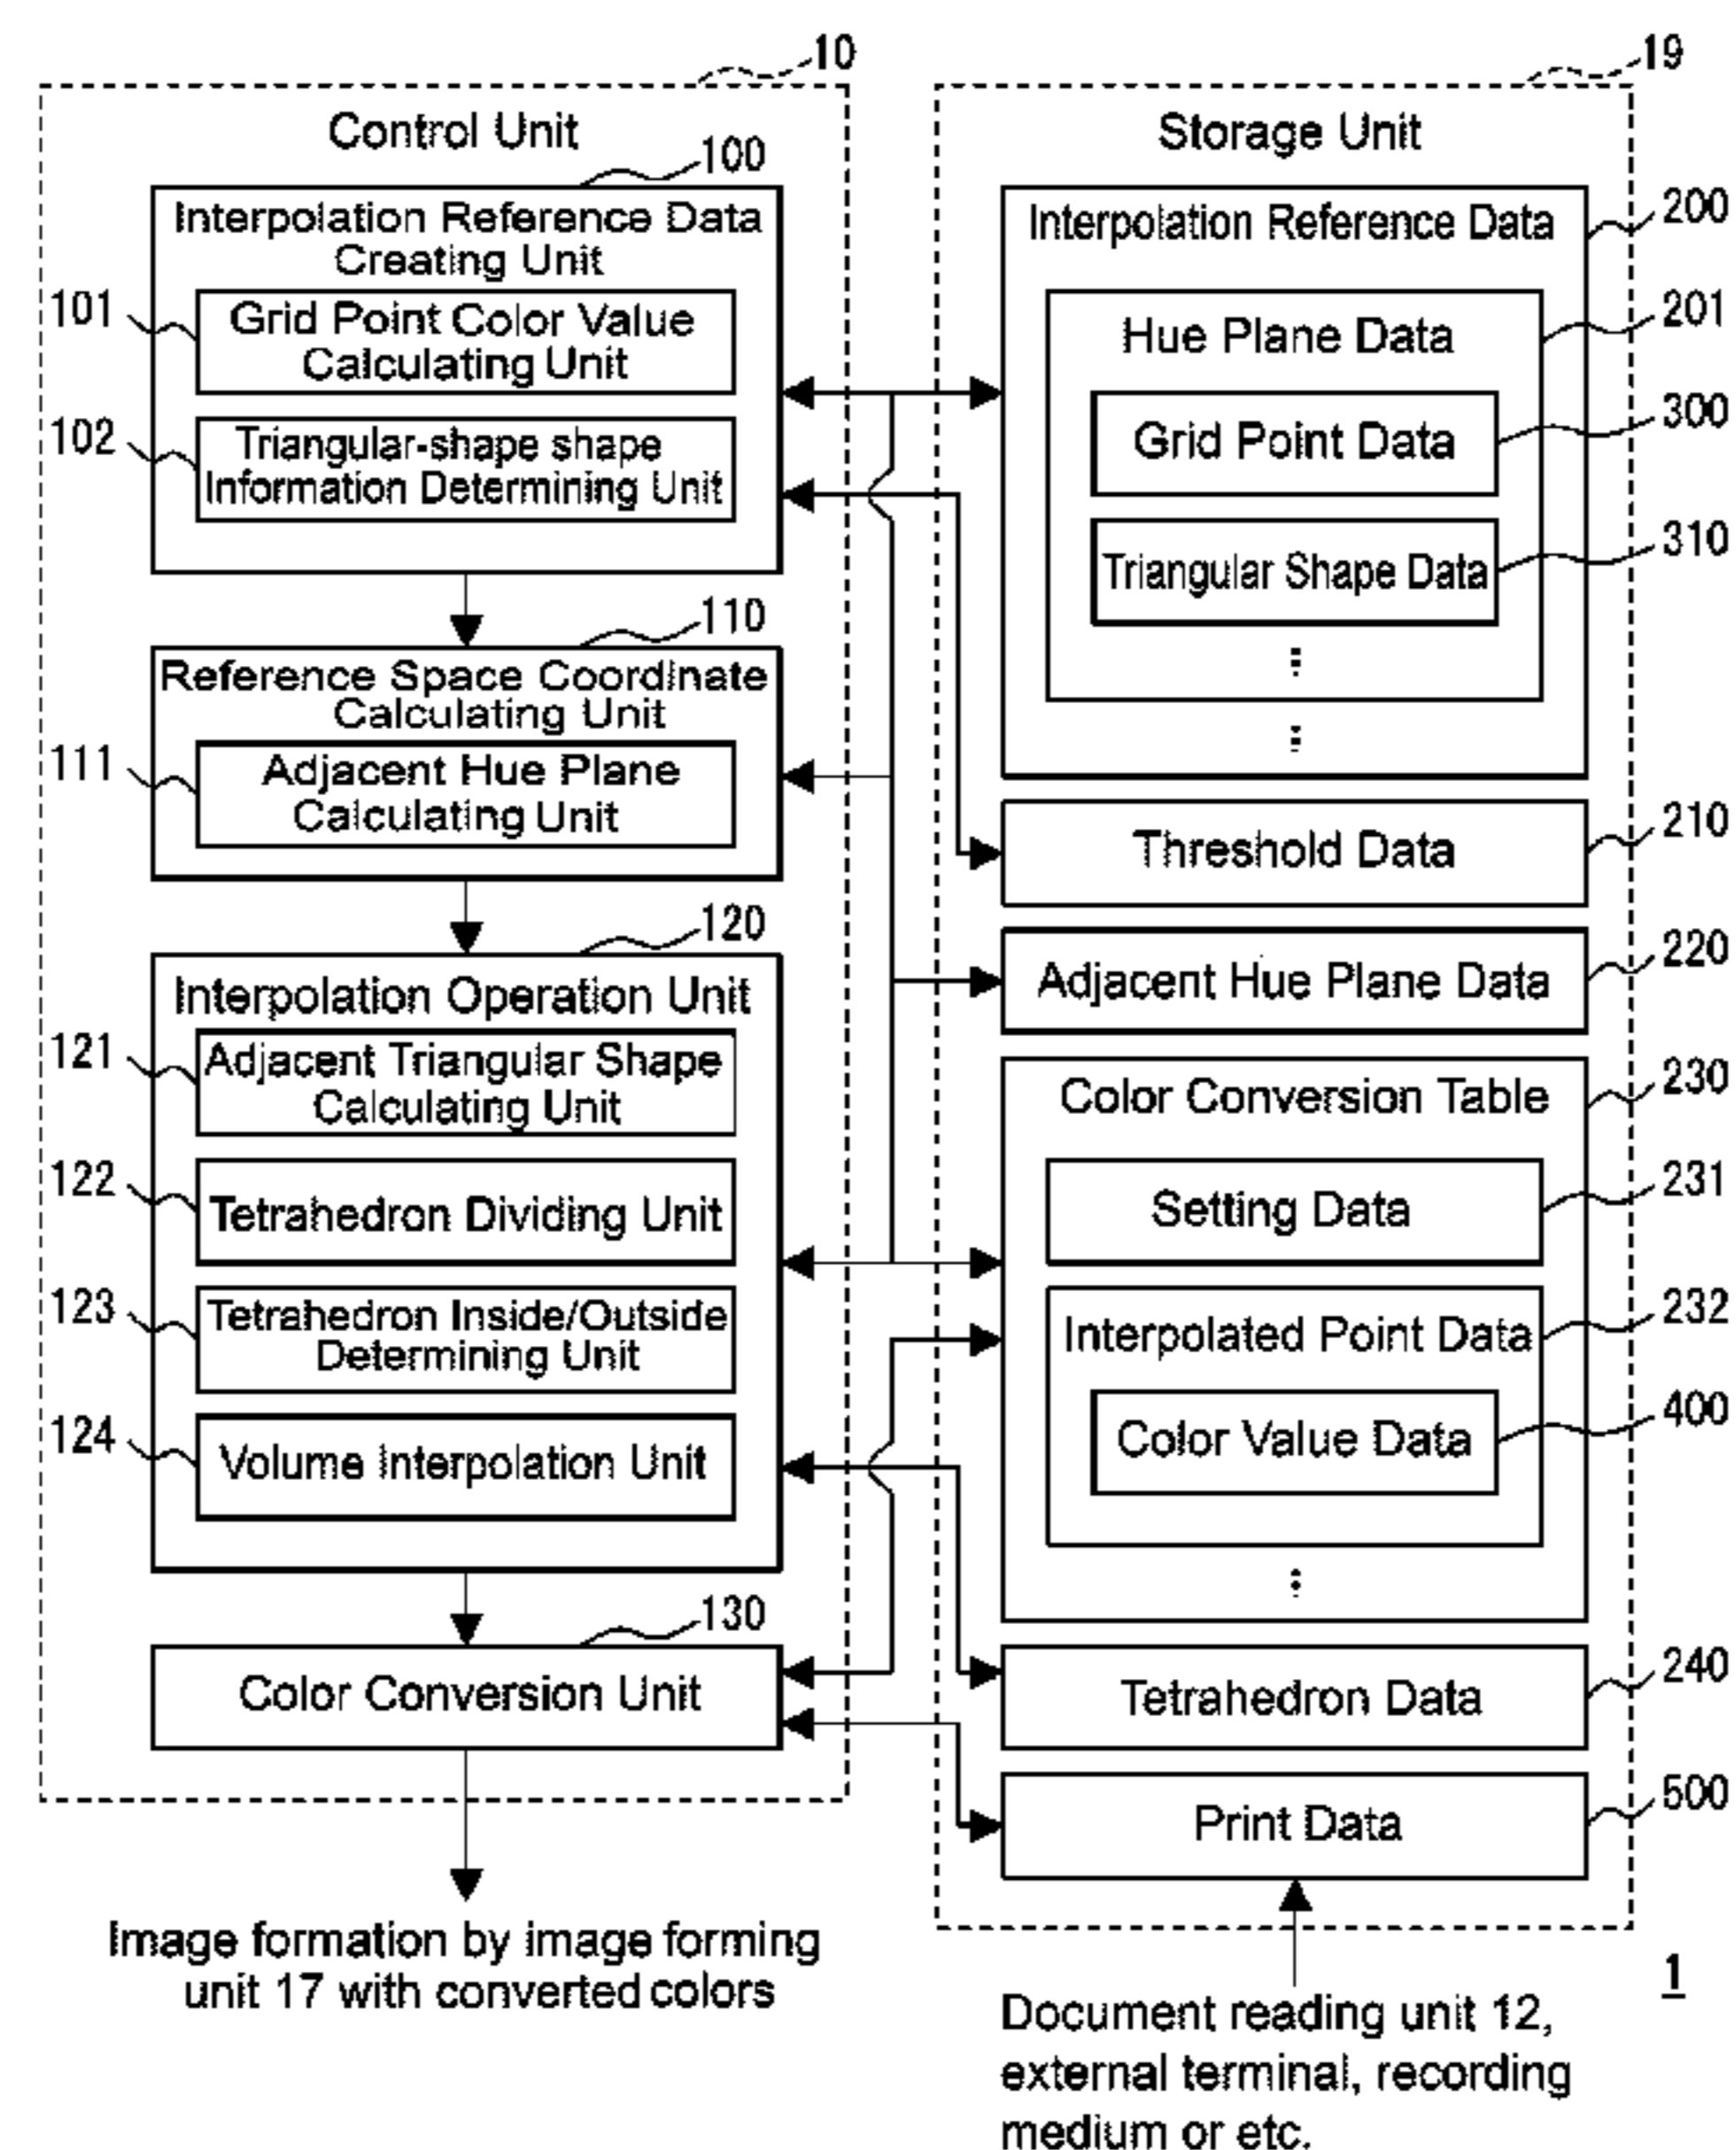 10
Control Unit
100
Interpolation Reference Data
Creating Unit
101
Grid Point Color Value
Calculating Unit
102
Triangular-shape shape
Information Determining Unit
110
Reference Space Coordinate
Calculating Unit
111
Adjacent Hue Plane
Calculating Unit
120
Interpolation Operation Unit
121
Adjacent Triangular Shape
Calculating Unit
122
Tetrahedron Dividing Unit
123
Tetrahedron Inside/Outside
Determining Unit
124
Volume Interpolation Unit
130
Color Conversion Unit
Image formation by image forming
unit 17 with converted colors
19
Storage Unit
200
Interpolation Reference Data
201
Hue Plane Data
300
Grid Point Data
310
Triangular Shape Data
210
Threshold Data
220
Adjacent Hue Plane Data
230
Color Conversion Table
231
Setting Data
232
Interpolated Point Data
400
Color Value Data
240
Tetrahedron Data
500
Print Data
1
Document reading unit 12,
external terminal, recording
medium or etc.